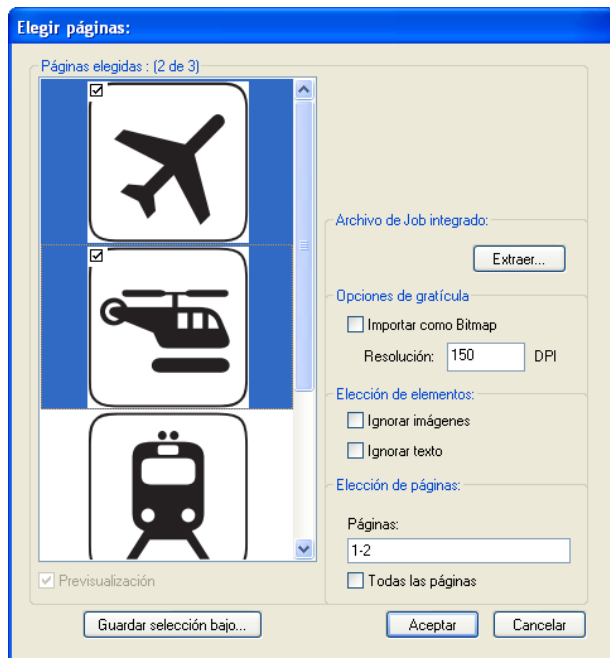 Elegir páginas:
Páginas elegidas : (2 de 3)
Archivo de Job integrado:
Extraer...
Opciones de gratícula
Importar como Bitmap
Resolución: 150 DPI
Elección de elementos:
Ignorar imágenes
Ignorar texto
Elección de páginas:
Páginas:
1-2
Todas las páginas
Previsualización
Guardar selección bajo...
Aceptar
Cancelar